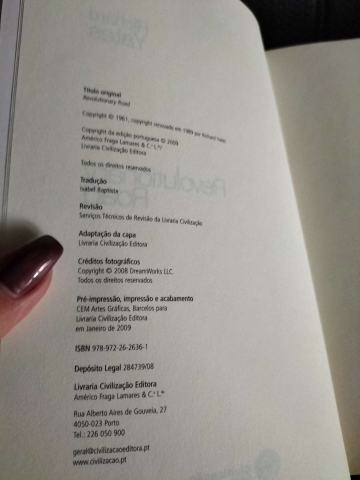 Richard
Yates
Título original
Revolutionary Road
Copyright © 1961, copyright renovado em 1989 por Richard Yates
Copyright da edição portuguesa © 2009
Américo Fraga Lamares & C.ª L.ᵈᵃ
Livraria Civilização Editora
Todos os direitos reservados
Tradução
Isabel Baptista
Revisão
Serviços Técnicos de Revisão da Livraria Civilização
Adaptação da capa
Livraria Civilização Editora
Créditos fotográficos
Copyright © 2008 DreamWorks LLC.
Todos os direitos reservados
Pré-impressão, impressão e acabamento
CEM Artes Gráficas, Barcelos para
Livraria Civilização Editora
em Janeiro de 2009
ISBN 978-972-26-2636-1
Depósito Legal 284739/08
Livraria Civilização Editora
Américo Fraga Lamares & C.ª L.ᵈᵃ
Rua Alberto Aires de Gouveia, 27
4050-023 Porto
Tel.: 226 050 900
geral@civilizacaoeditora.pt
www.civilizacao.pt